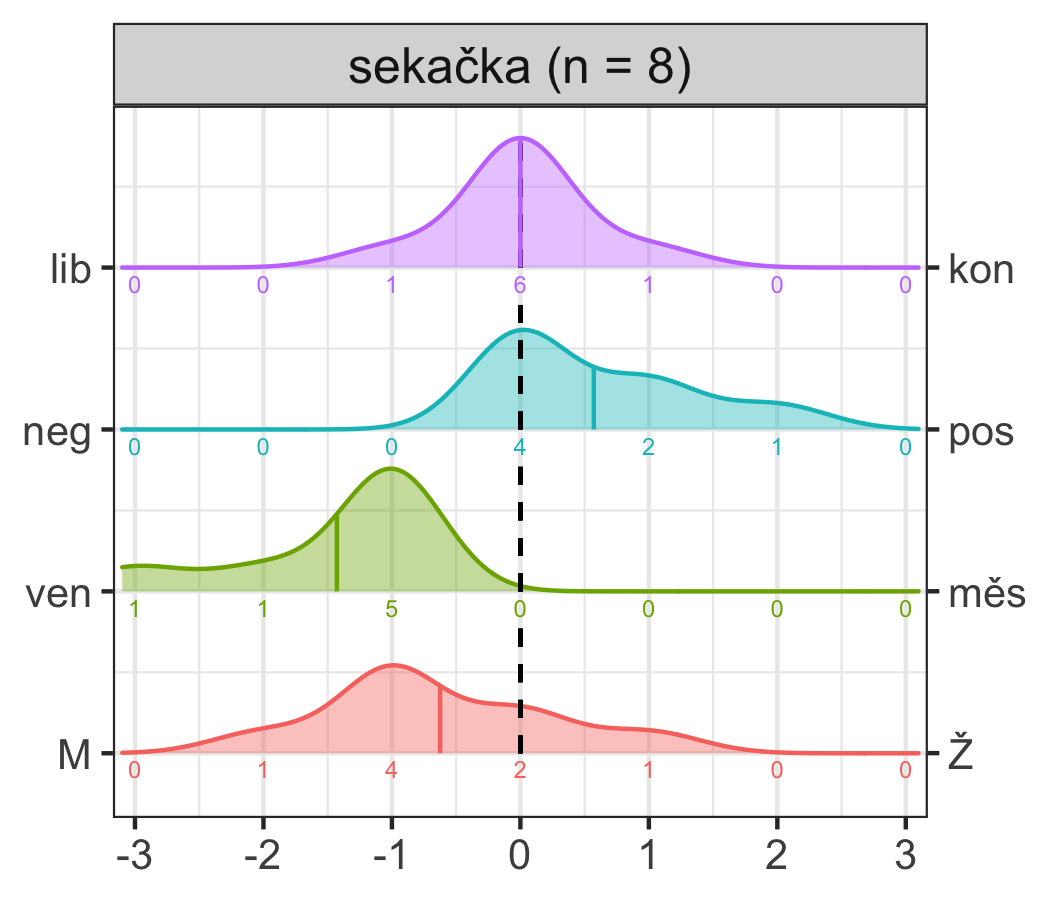 sekačka (n = 8)
lib kon
0 0 1 6 1 0 0
neg pos
0 0 0 4 2 1 0
ven měs
1 1 5 0 0 0 0
M Ž
0 1 4 2 1 0 0
-3 -2 -1 0 1 2 3